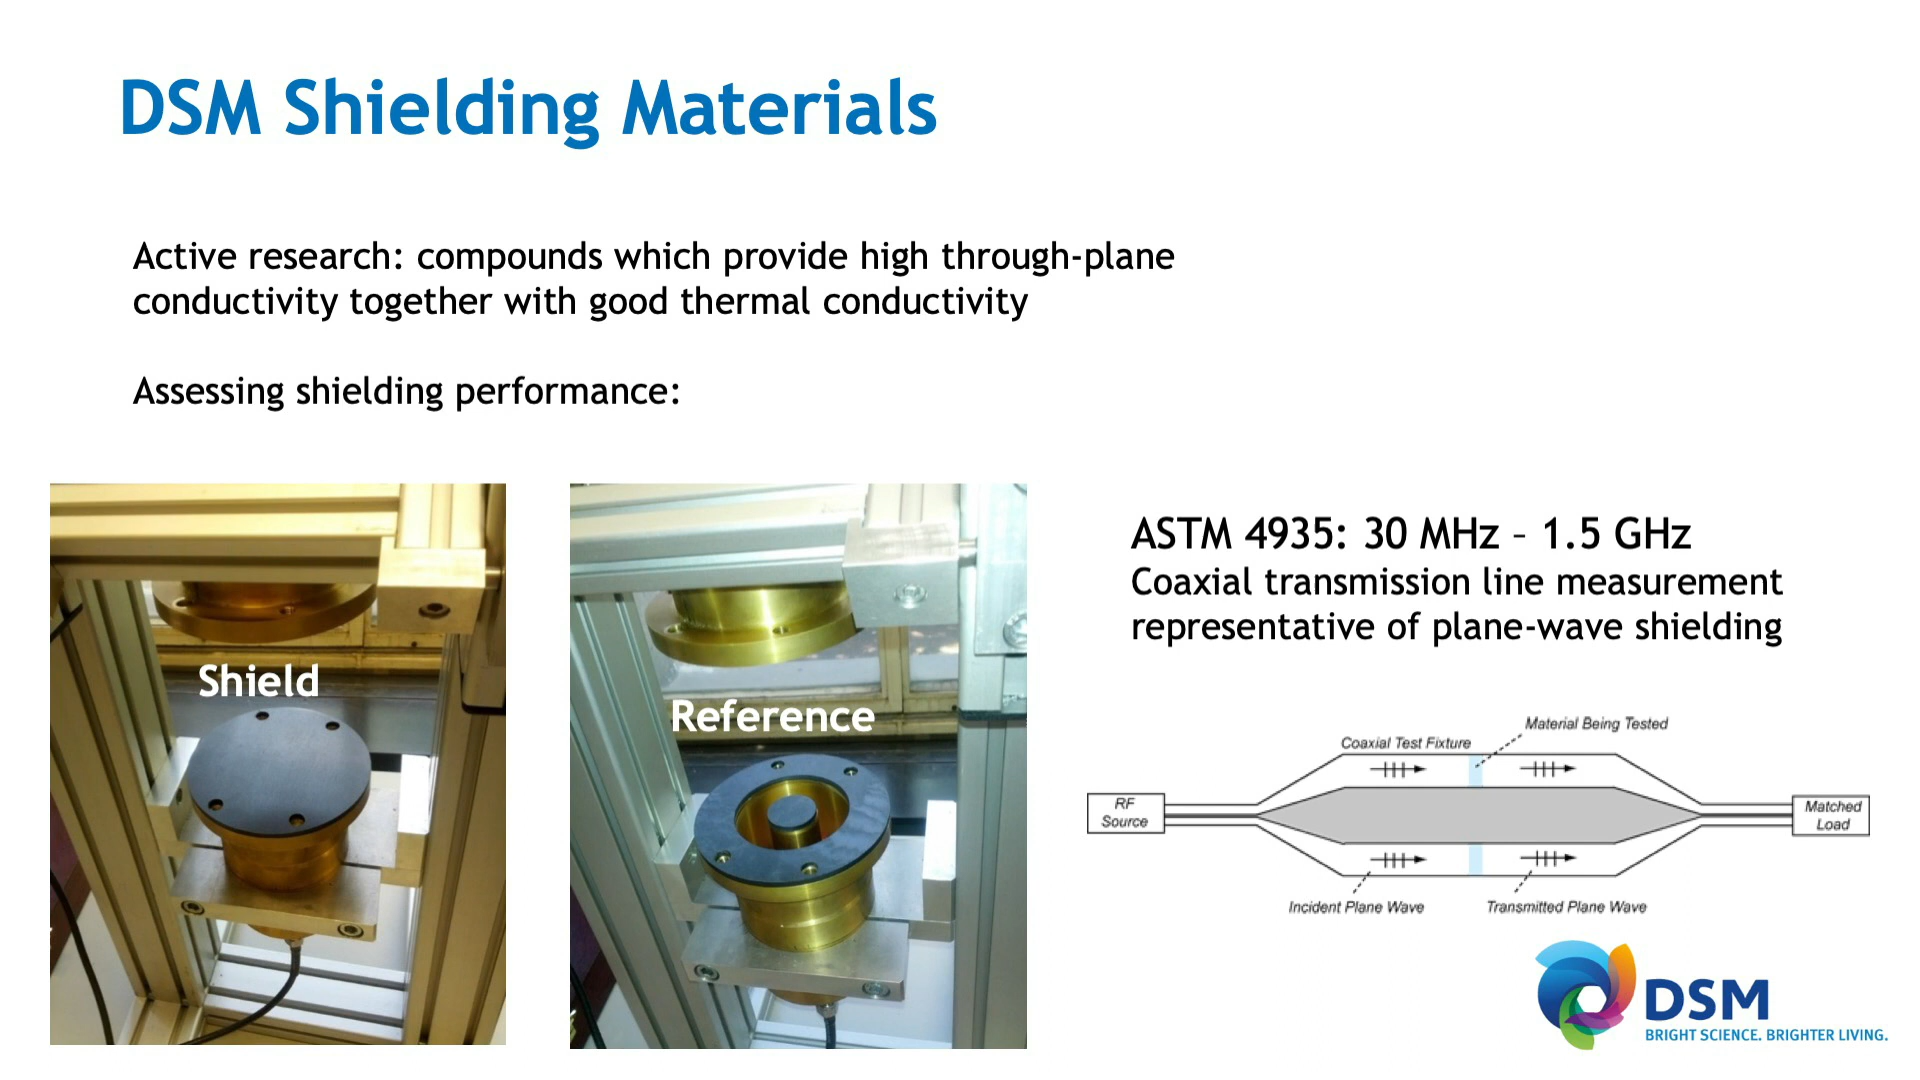 DSM Shielding Materials
Active research: compounds which provide high through-plane
conductivity together with good thermal conductivity
Assessing shielding performance:
Shield
Reference
ASTM 4935: 30 MHz – 1.5 GHz
Coaxial transmission line measurement
representative of plane-wave shielding
Material Being Tested
Coaxial Test Fixture
RF
Source
Matched
Load
Incident Plane Wave
Transmitted Plane Wave
DSM
BRIGHT SCIENCE. BRIGHTER LIVING.